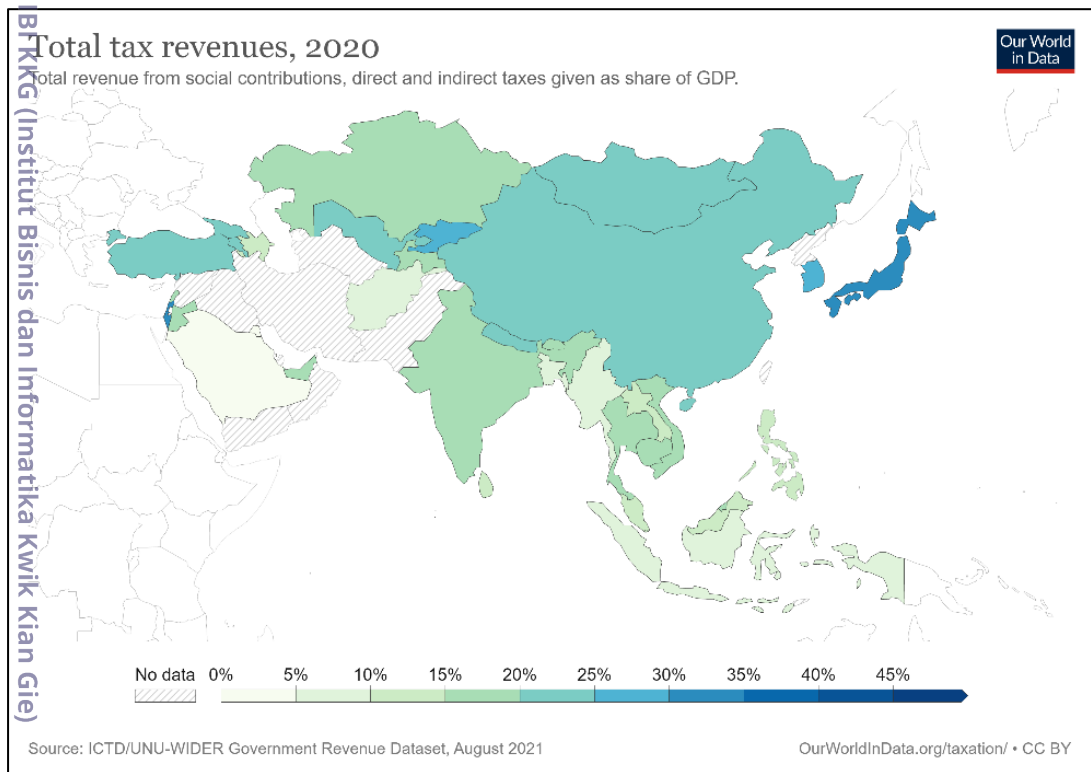 BI KKG (Institut Bisnis dan Informatika Kwik Kian Gie)
Total tax revenues, 2020
Total revenue from social contributions, direct and indirect taxes given as share of GDP.
Our World
in Data
No data 0% 5% 10% 15% 20% 25% 30% 35% 40% 45%
Source: ICTD/UNU-WIDER Government Revenue Dataset, August 2021
OurWorldInData.org/taxation/ • CC BY